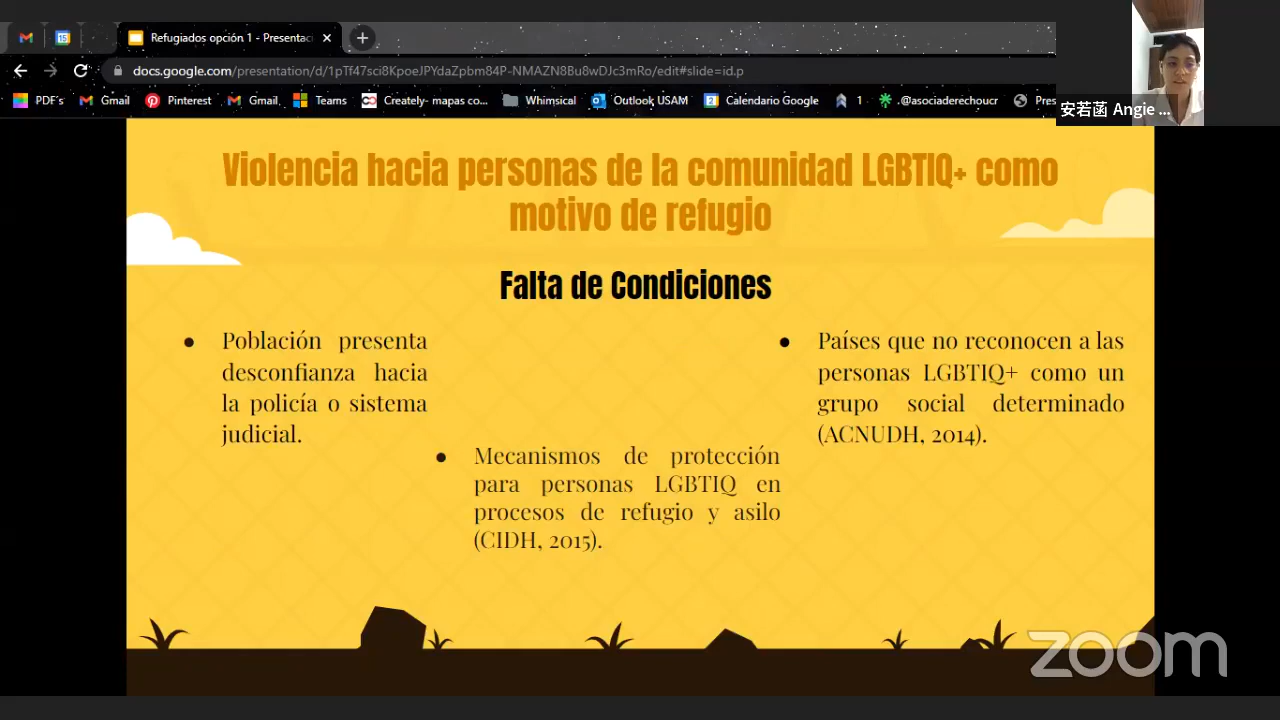 Refugiados opción 1 - Presentaci
docs.google.com/presentation/d/1pTf47sci8KpoeJPYdaZpbm84P-NMAZN8Bu8wDJc3mRo/edit#slide=id.p
PDF's Gmail Pinterest Gmail Teams Creately- mapas co... Whimsical Outlook USAM Calendario Google 1 .@asociaderechoucr Pres
安若菡 Angie ...
Violencia hacia personas de la comunidad LGBTIQ+ como
motivo de refugio
Falta de Condiciones
● Población presenta
desconfianza hacia
la policía o sistema
judicial.
● Mecanismos de protección
para personas LGBTIQ en
procesos de refugio y asilo
(CIDH, 2015).
● Países que no reconocen a las
personas LGBTIQ+ como un
grupo social determinado
(ACNUDH, 2014).
zoom